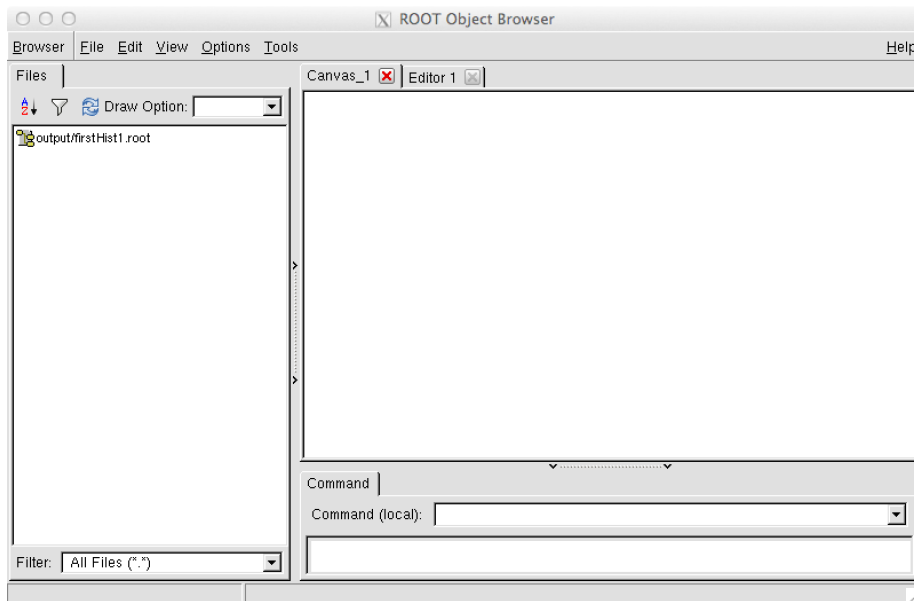 ROOT Object Browser
Browser File Edit View Options Tools Help
Files
Canvas_1 Editor 1
Draw Option:
output/firstHist1.root
Command
Command (local):
Filter: All Files (*.*)